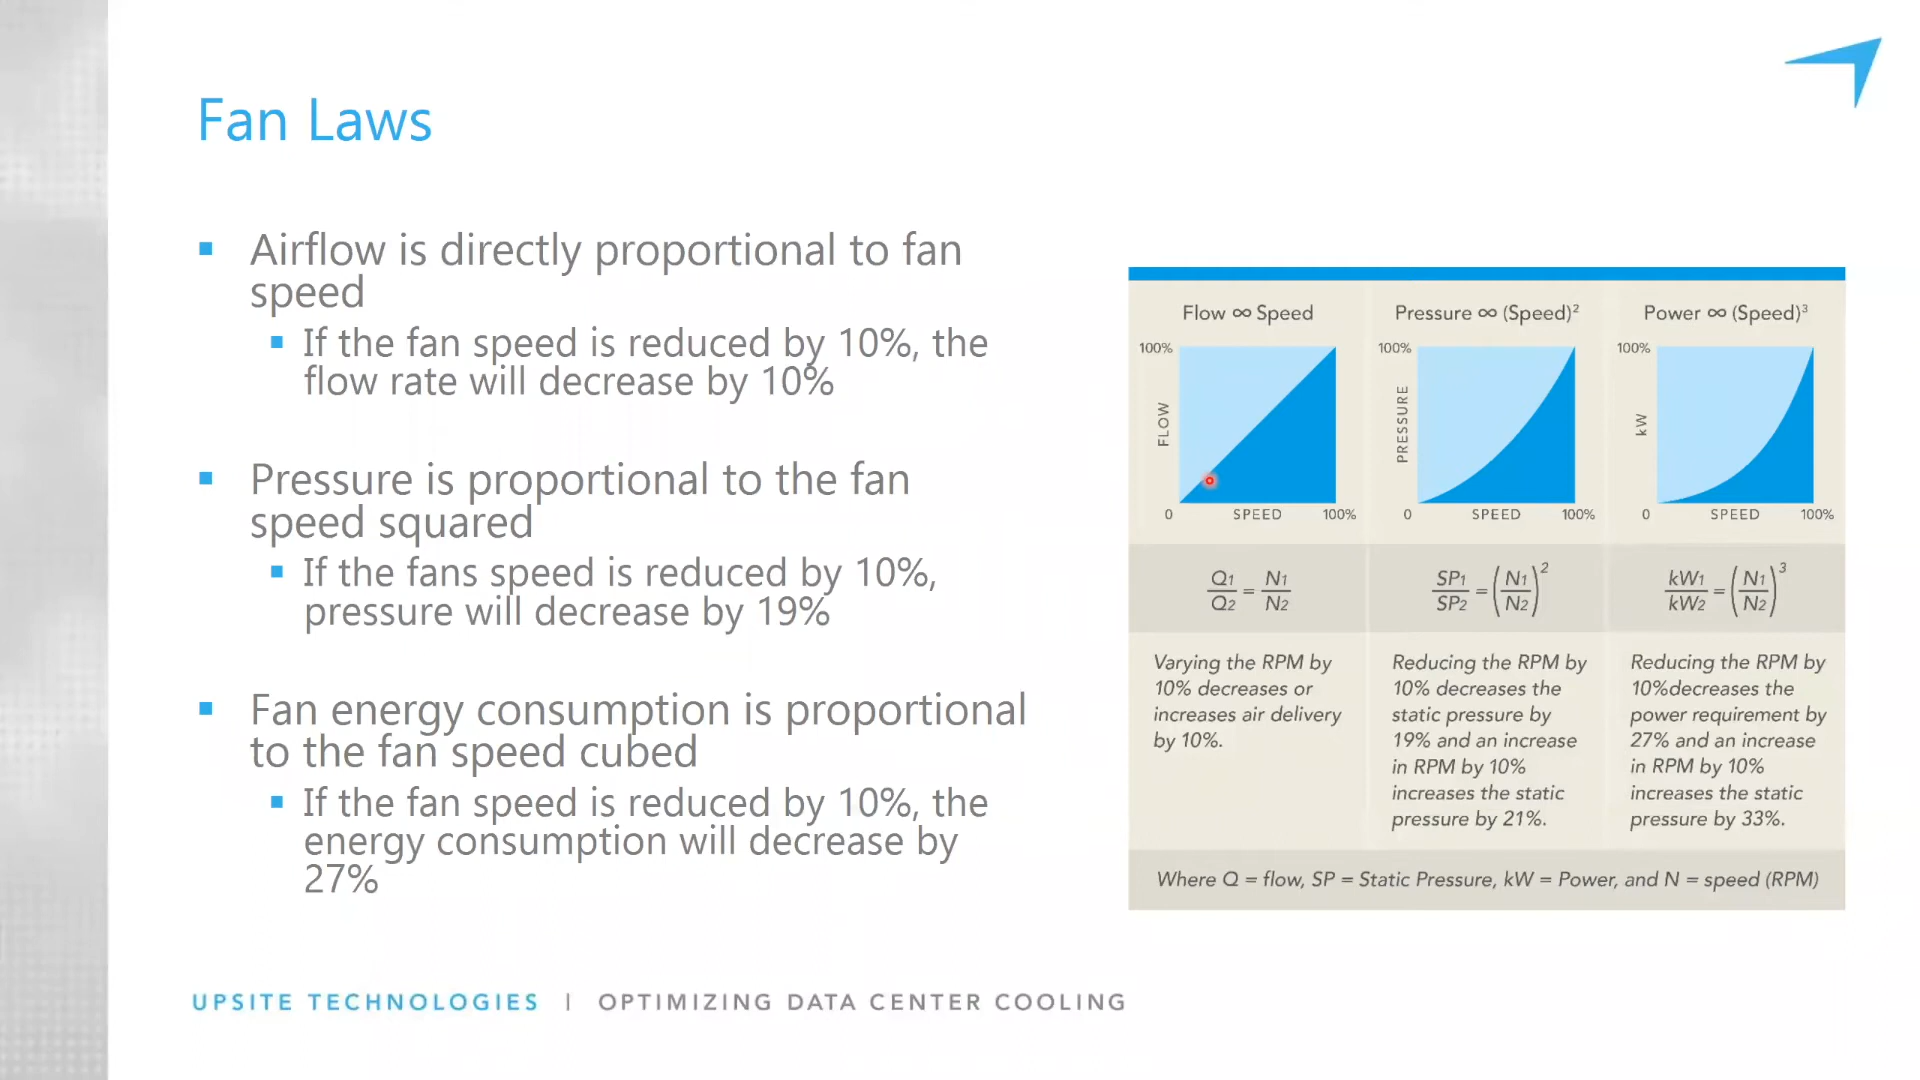 Fan Laws
Airflow is directly proportional to fan
speed
If the fan speed is reduced by 10%, the
flow rate will decrease by 10%
Pressure is proportional to the fan
speed squared
If the fans speed is reduced by 10%,
pressure will decrease by 19%
Fan energy consumption is proportional
to the fan speed cubed
If the fan speed is reduced by 10%, the
energy consumption will decrease by
27%
Flow ∞ Speed
100%
FLOW
0 SPEED 100%
Q1/Q2 = N1/N2
Varying the RPM by
10% decreases or
increases air delivery
by 10%.
Pressure ∞ (Speed)²
100%
PRESSURE
0 SPEED 100%
SP1/SP2 = (N1/N2)²
Reducing the RPM by
10% decreases the
static pressure by
19% and an increase
in RPM by 10%
increases the static
pressure by 21%.
Power ∞ (Speed)³
100%
kW
0 SPEED 100%
kW1/kW2 = (N1/N2)³
Reducing the RPM by
10%decreases the
power requirement by
27% and an increase
in RPM by 10%
increases the static
pressure by 33%.
Where Q = flow, SP = Static Pressure, kW = Power, and N = speed (RPM)
UPSITE TECHNOLOGIES | OPTIMIZING DATA CENTER COOLING